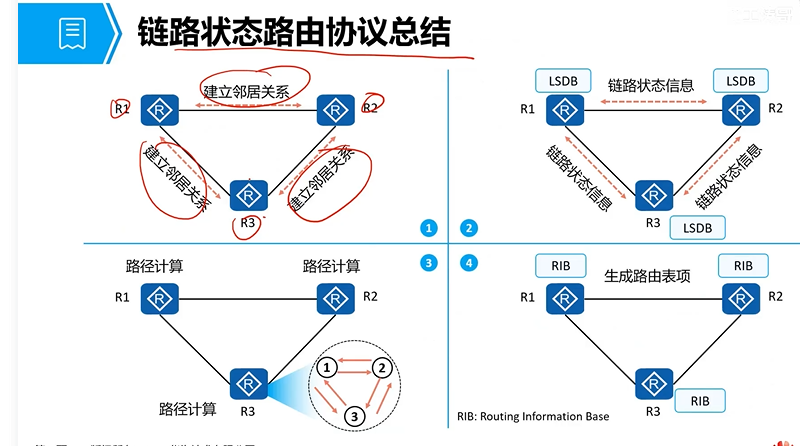 链路状态路由协议总结
建立邻居关系
R1
R2
建立邻居关系
建立邻居关系
R3
1
LSDB
LSDB
链路状态信息
R1
R2
链路状态信息
链路状态信息
R3
LSDB
2
3
路径计算
路径计算
R1
R2
路径计算
R3
1
2
3
4
RIB
RIB
生成路由表项
R1
R2
R3
RIB
RIB: Routing Information Base